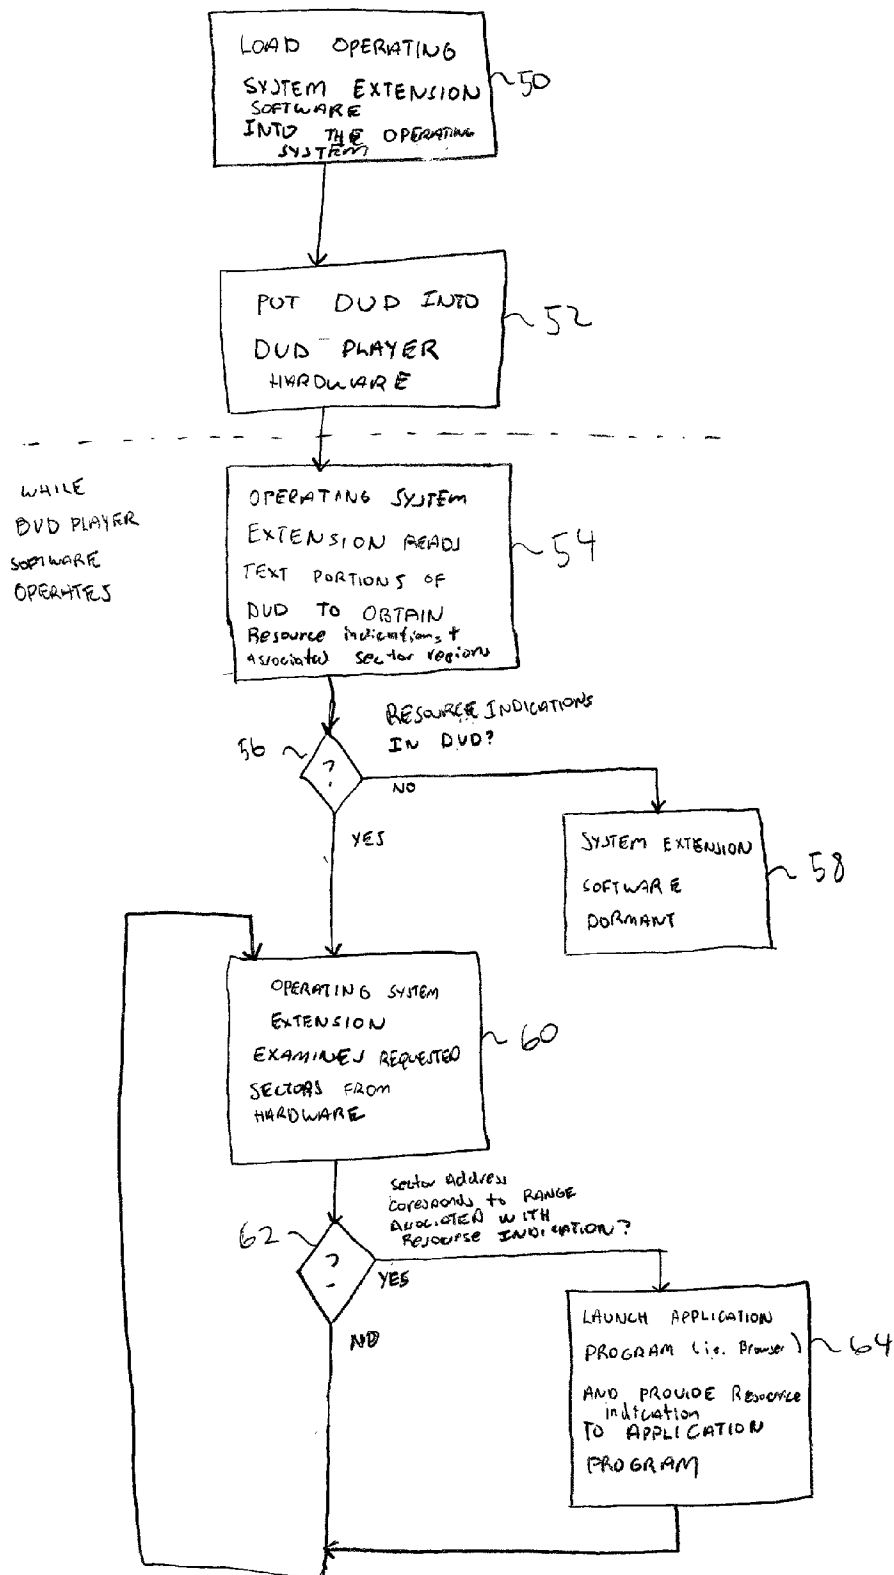 LOAD OPERATING
SYSTEM EXTENSION
SOFTWARE
INTO THE OPERATING
SYSTEM
50
PUT DVD INTO
DVD PLAYER
HARDWARE
52
WHILE
DVD PLAYER
SOFTWARE
OPERATES
OPERATING SYSTEM
EXTENSION READS
TEXT PORTIONS OF
DVD TO OBTAIN
Resource indications +
Associated sector regions
54
RESOURCE INDICATIONS
IN DVD?
56
?
NO
YES
SYSTEM EXTENSION
SOFTWARE
DORMANT
58
OPERATING SYSTEM
EXTENSION
EXAMINES REQUESTED
SECTORS FROM
HARDWARE
60
Sector Address
Coresponds to RANGE
ASSOCIATED WITH
RESOURSE INDICATION?
62
?
YES
NO
LAUNCH APPLICATION
PROGRAM (i.e. Browser)
AND PROVIDE Resource
indication
TO APPLICATION
PROGRAM
64